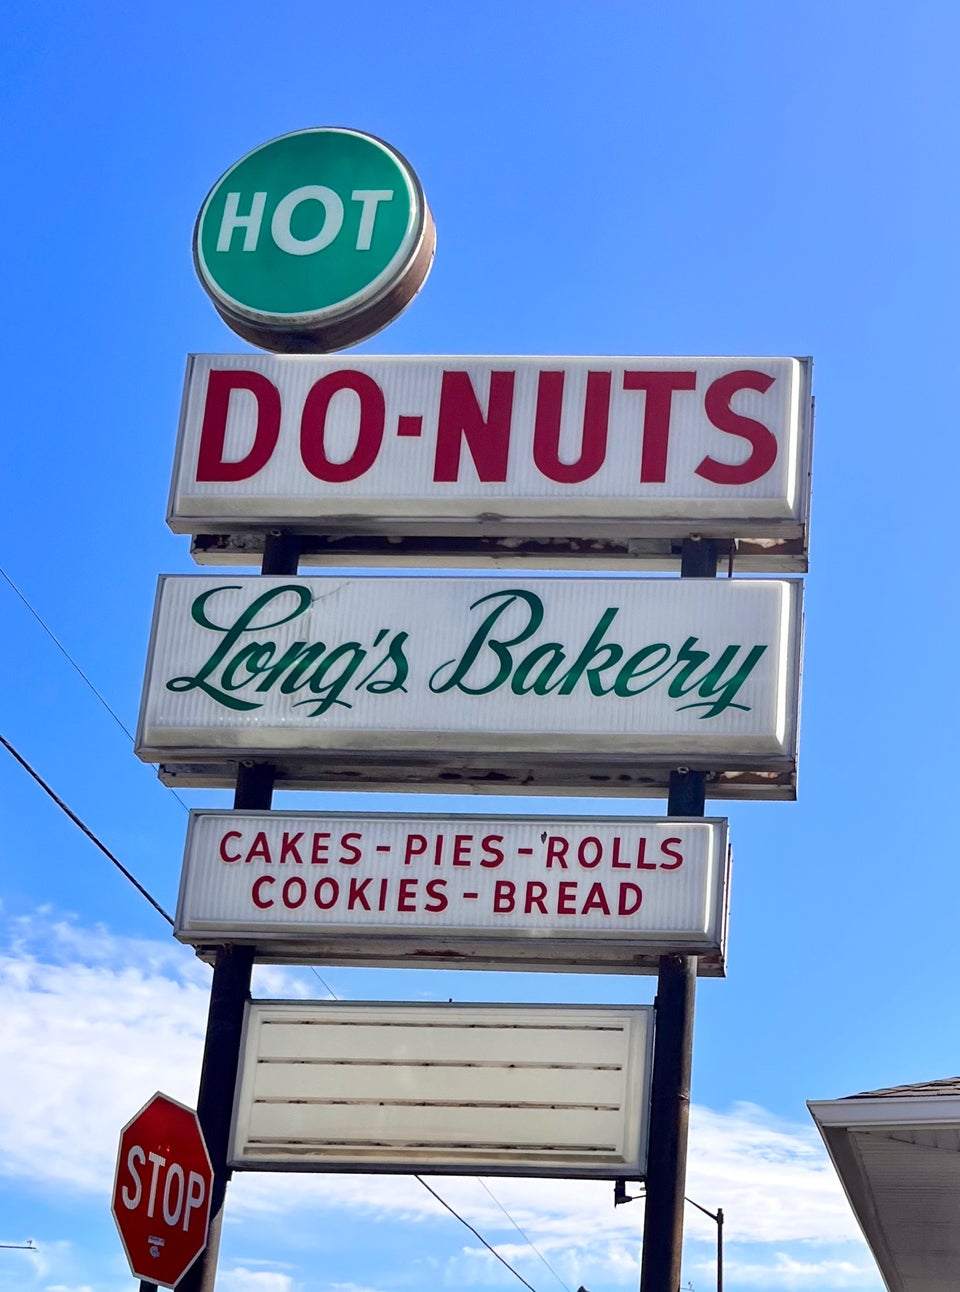 HOT
DO-NUTS
Long's Bakery
CAKES - PIES - ROLLS
COOKIES - BREAD
STOP